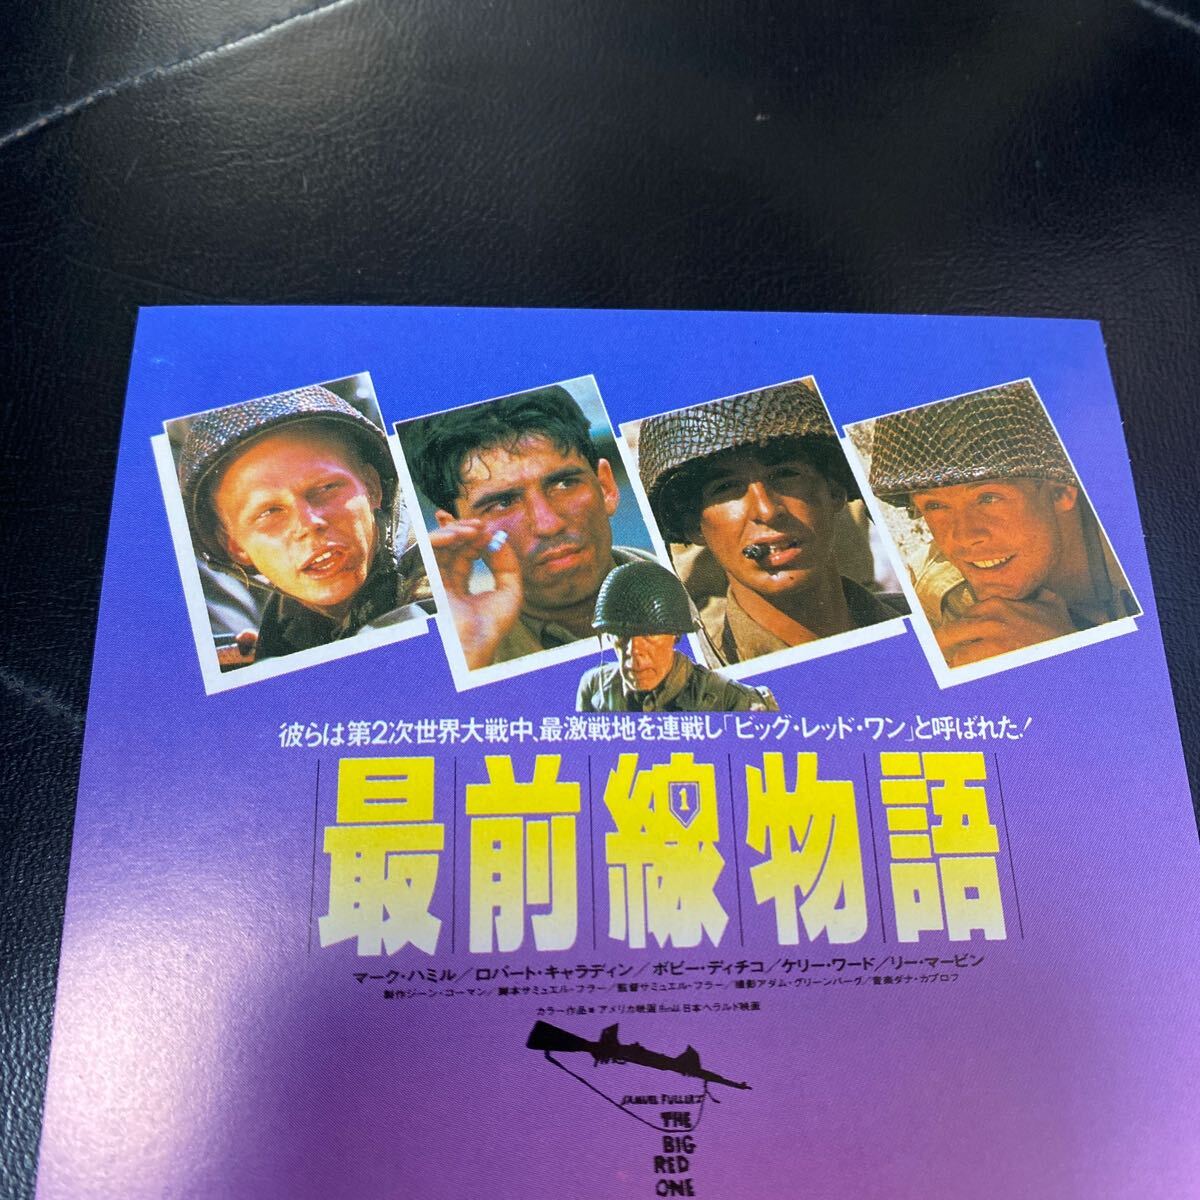 彼らは第2次世界大戦中、最激戦地を連戦し「ビッグ・レッド・ワン」と呼ばれた!
最前線物語
1
マーク・ハミル/ロバート・キャラダイン/ボビー・ディチコ/ケリー・ワード/リー・マービン
製作ジーン・コーマン/脚本サミュエル・フラー/監督サミュエル・フラー/撮影アダム・グリーンバーグ/音楽ダナ・カプロフ
カラー作品■アメリカ映画 Herald 日本ヘラルド映画
SAMUEL FULLER'S
THE
BIG
RED
ONE